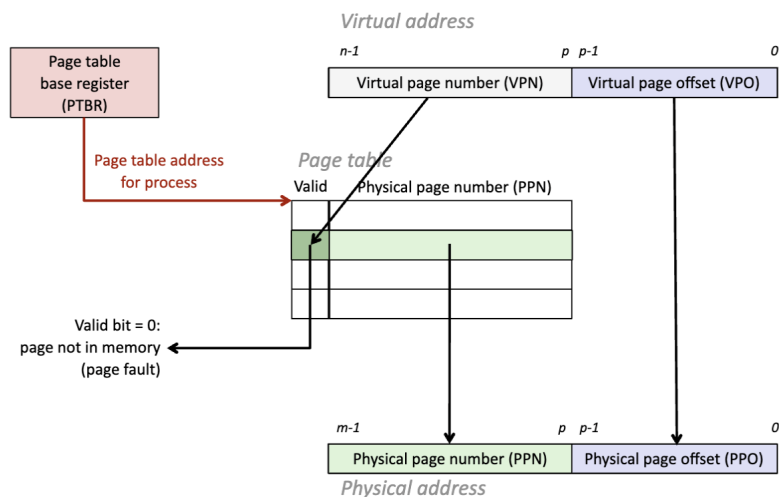 Virtual address
n-1 p p-1 0
Page table
base register
(PTBR)
Virtual page number (VPN) Virtual page offset (VPO)
Page table address
for process
Page table
Valid Physical page number (PPN)
Valid bit = 0:
page not in memory
(page fault)
m-1 p p-1 0
Physical page number (PPN) Physical page offset (PPO)
Physical address